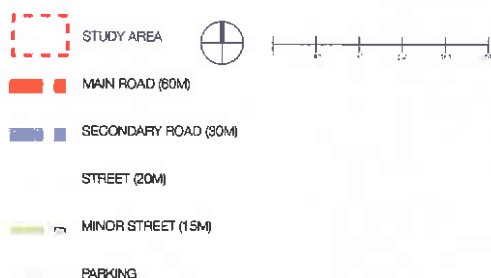 STUDY AREA
MAIN ROAD (60M)
SECONDARY ROAD (30M)
STREET (20M)
MINOR STREET (15M)
PARKING